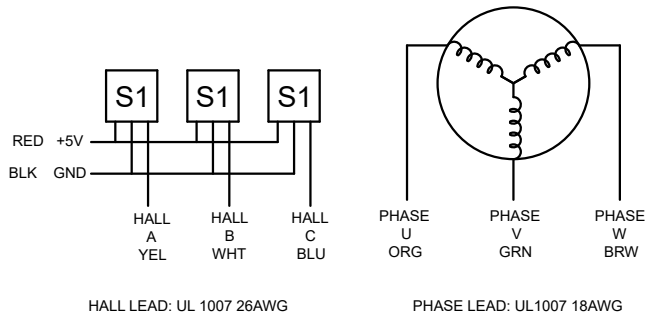 S1 S1 S1
RED +5V
BLK GND
HALL
A
YEL
HALL
B
WHT
HALL
C
BLU
PHASE
U
ORG
PHASE
V
GRN
PHASE
W
BRW
HALL LEAD: UL 1007 26AWG
PHASE LEAD: UL1007 18AWG